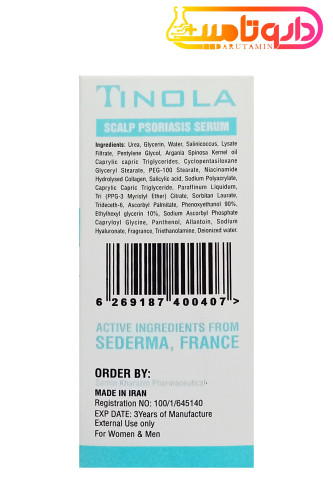 داروتامین
DARUTAMIN
TINOLA
SCALP PSORIASIS SERUM
Ingredients: Urea, Glycerin, Water, Salinicoccus, Lysate
Filtrate, Pentylene Glycol, Argania Spinosa Kernel oil
Caprylic capric Triglycerides, Cyclopentasiloxane
Glyceryl Stearate, PEG-100 Stearate, Niacinamide
Hydrolysed Collagen, Salicylic acid, Sodium Polyacrylate,
Caprylic Capric Triglyceride, Paraffinum Liquidum,
Tri (PPG-3 Myristyl Ether) Citrate, Sorbitan Laurate,
Trideceth-6, Ascorbyl Palmitate, Phenoxyethanol 90%,
Ethylhexyl glycerin 10%, Sodium Ascorbyl Phosphate
Capryloyl Glycine, Panthenol, Allantoin, Sodium
Hyaluronate, Fragrance, Triethanolamine, Deionized water.
6 269187 400407 >
ACTIVE INGREDIENTS FROM
SEDERMA, FRANCE
ORDER BY:
Samin Kharazm Pharmaceutical.
MADE IN IRAN
Registration NO: 100/1/645140
EXP DATE: 3Years of Manufacture
External Use only
For Women & Men